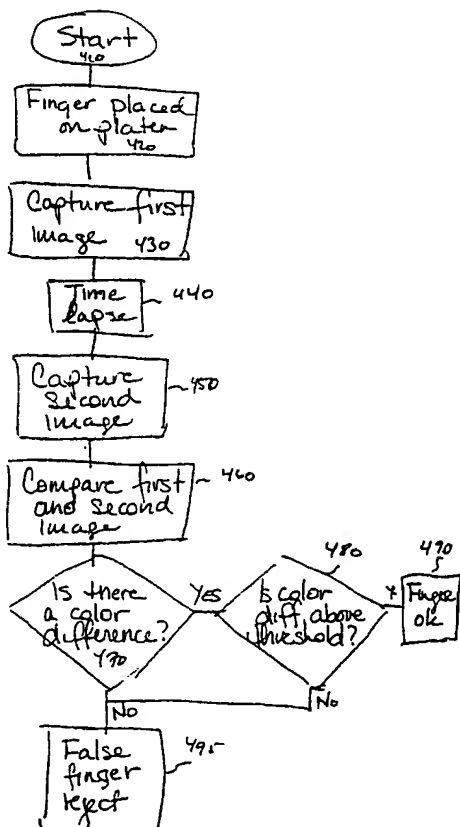 Start
410
Finger placed
on platen
420
Capture first
Image 430
Time
lapse
440
Capture
Second
Image
450
Compare first
and Second
Image
460
Is there
a color
difference?
470
YES
Is color
diff above
threshold?
480
Y
490
Finger
ok
No
No
False
finger
reject
495